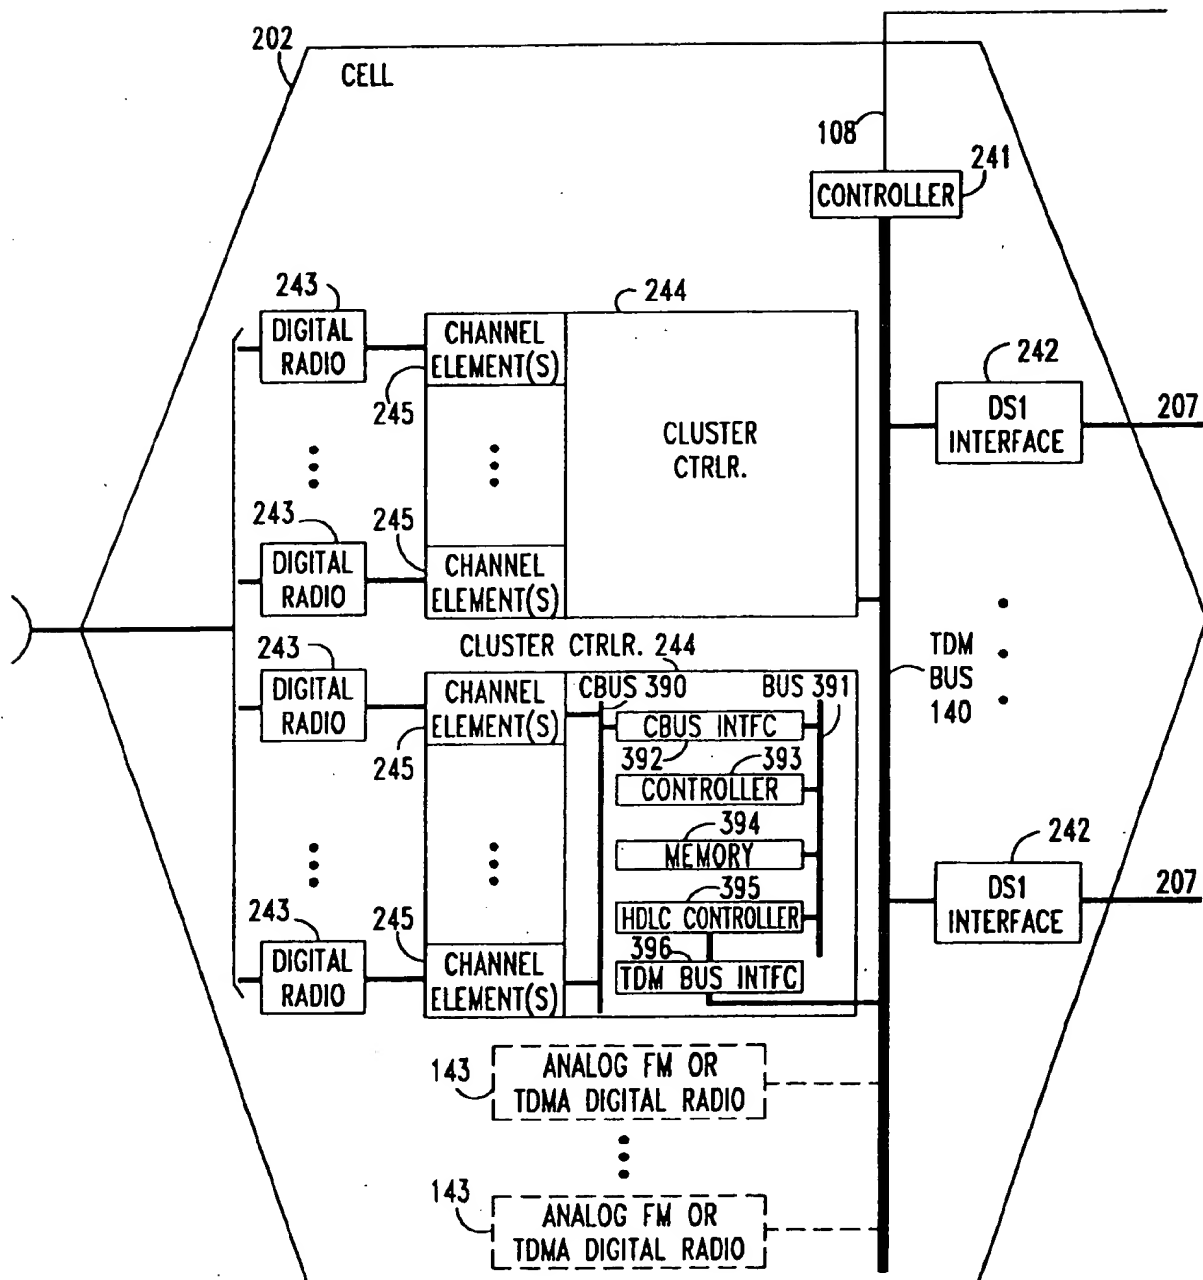 202
CELL
108
241
CONTROLLER
243
244
DIGITAL
RADIO
CHANNEL
ELEMENT(S)
242
245
DS1
INTERFACE
207
CLUSTER
CTRLR.
243
245
DIGITAL
RADIO
CHANNEL
ELEMENT(S)
TDM
BUS
140
243
CLUSTER CTRLR. 244
DIGITAL
RADIO
CHANNEL
ELEMENT(S)
CBUS 390
BUS 391
CBUS INTFC
392
393
245
CONTROLLER
394
MEMORY
242
395
DS1
INTERFACE
207
243
245
HDLC CONTROLLER
396
DIGITAL
RADIO
CHANNEL
ELEMENT(S)
TDM BUS INTFC
143
ANALOG FM OR
TDMA DIGITAL RADIO
143
ANALOG FM OR
TDMA DIGITAL RADIO